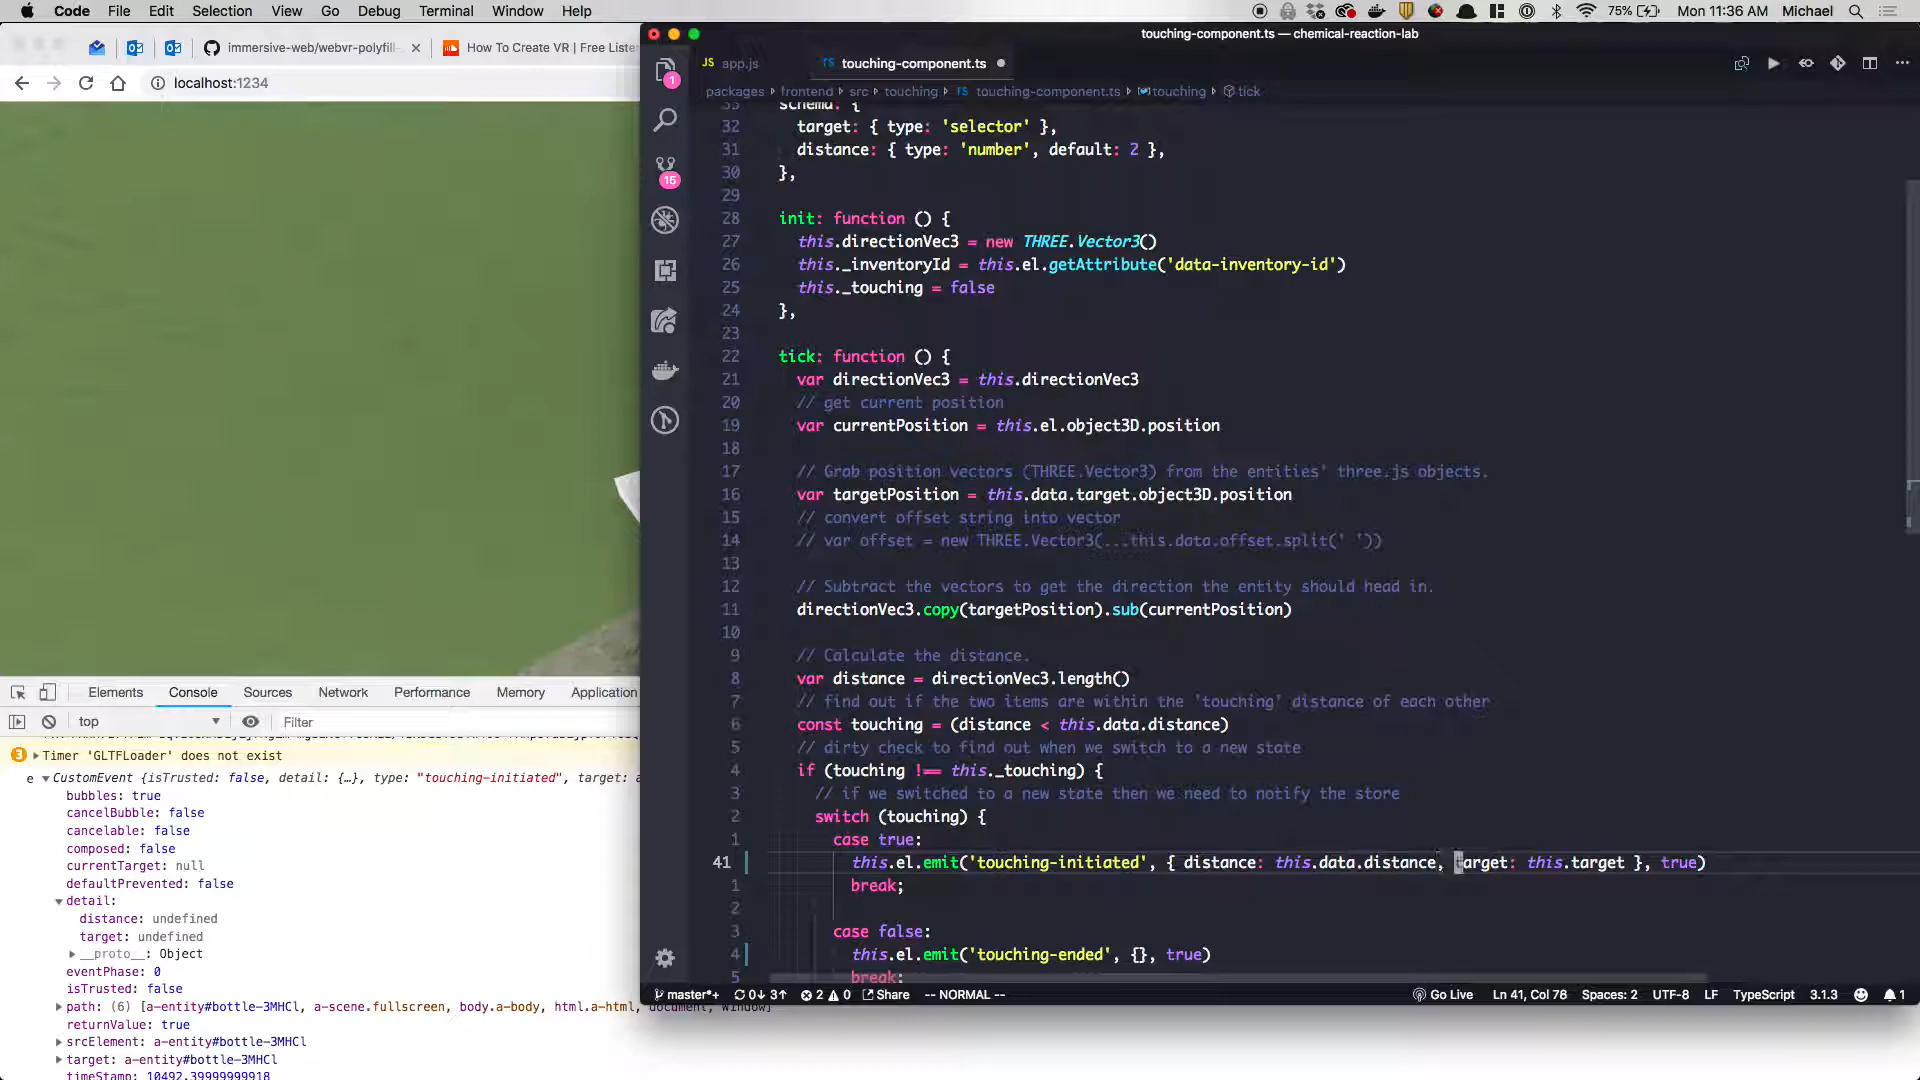 Code File Edit Selection View Go Debug Terminal Window Help
75% Mon 11:36 AM Michael
immersive-web/webvr-polyfill- × How To Create VR | Free Liste
localhost:1234
touching-component.ts — chemical-reaction-lab
JS app.js TS touching-component.ts
packages frontend src touching TS touching-component.ts touching tick
1
15
33 schema: {
32 target: { type: 'selector' },
31 distance: { type: 'number', default: 2 },
30 },
29
28 init: function () {
27 this.directionVec3 = new THREE.Vector3()
26 this._inventoryId = this.el.getAttribute('data-inventory-id')
25 this._touching = false
24 },
23
22 tick: function () {
21 var directionVec3 = this.directionVec3
20 // get current position
19 var currentPosition = this.el.object3D.position
18
17 // Grab position vectors (THREE.Vector3) from the entities' three.js objects.
16 var targetPosition = this.data.target.object3D.position
15 // convert offset string into vector
14 // var offset = new THREE.Vector3(...this.data.offset.split(' '))
13
12 // Subtract the vectors to get the direction the entity should head in.
11 directionVec3.copy(targetPosition).sub(currentPosition)
10
9 // Calculate the distance.
8 var distance = directionVec3.length()
7 // find out if the two items are within the 'touching' distance of each other
6 const touching = (distance < this.data.distance)
5 // dirty check to find out when we switch to a new state
4 if (touching !== this._touching) {
3 // if we switched to a new state then we need to notify the store
2 switch (touching) {
1 case true:
41 this.el.emit('touching-initiated', { distance: this.data.distance, target: this.target }, true)
1 break;
2
3 case false:
4 this.el.emit('touching-ended', {}, true)
5 break;
master*+ 0↓ 3↑ 2 0 Share -- NORMAL -- Go Live Ln 41, Col 78 Spaces: 2 UTF-8 LF TypeScript 3.1.3 1
Elements Console Sources Network Performance Memory Application
top Filter
3 Timer 'GLTFLoader' does not exist
e CustomEvent {isTrusted: false, detail: {…}, type: "touching-initiated", target: a
bubbles: true
cancelBubble: false
cancelable: false
composed: false
currentTarget: null
defaultPrevented: false
detail:
distance: undefined
target: undefined
__proto__: Object
eventPhase: 0
isTrusted: false
path: (6) [a-entity#bottle-3MHCl, a-scene.fullscreen, body.a-body, html.a-html, document, Window]
returnValue: true
srcElement: a-entity#bottle-3MHCl
target: a-entity#bottle-3MHCl
timeStamp: 10492.39999999918